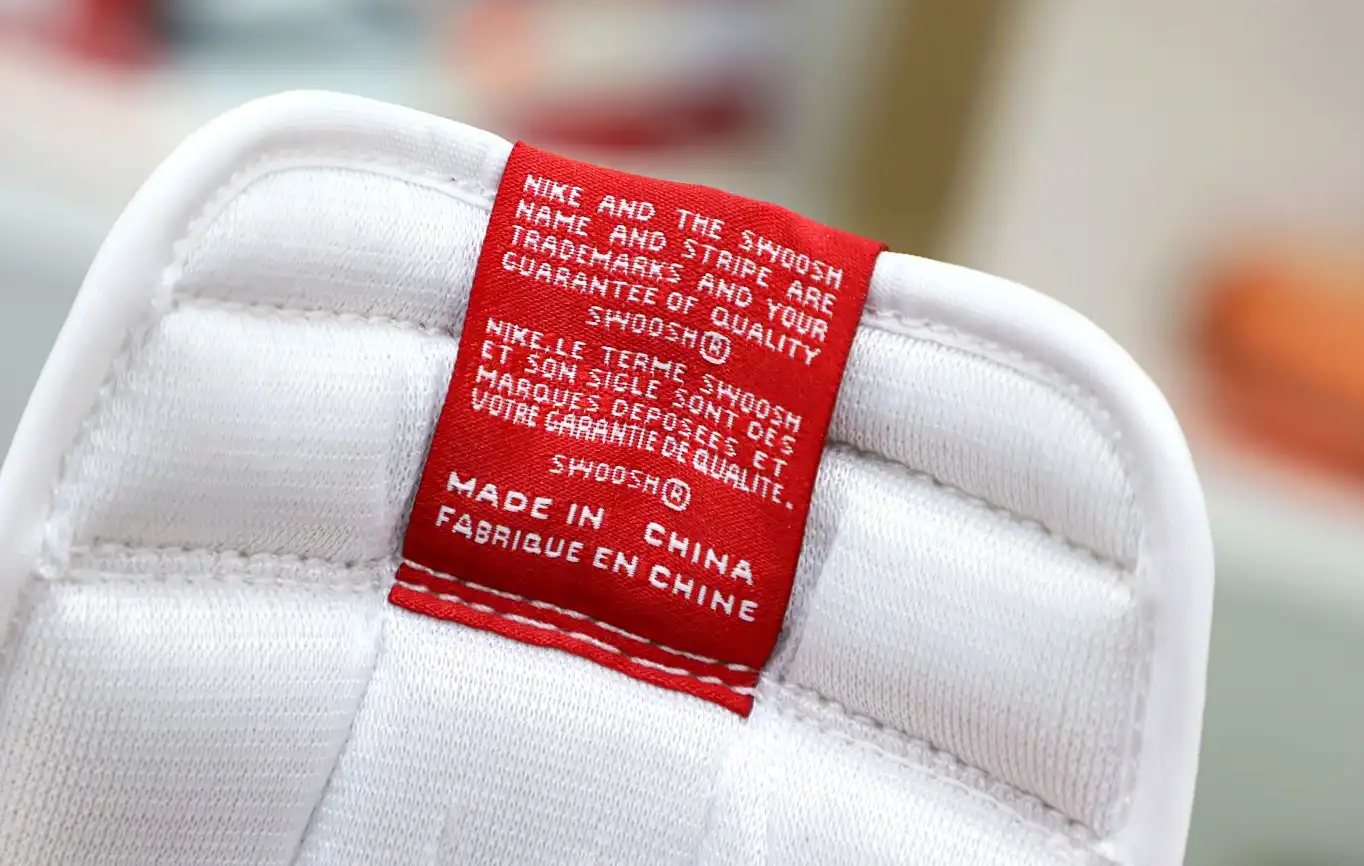 NIKE AND THE SWOOSH
NAME AND STRIPE ARE
TRADEMARKS AND YOUR
GUARANTEE OF QUALITY
SWOOSH®
NIKE.LE TERME SWOOSH
ET SON SIGLE SONT DES
MARQUES DEPOSEES ET
VOTRE GARANTIE DE QUALITE.
SWOOSH®
MADE IN CHINA
FABRIQUE EN CHINE